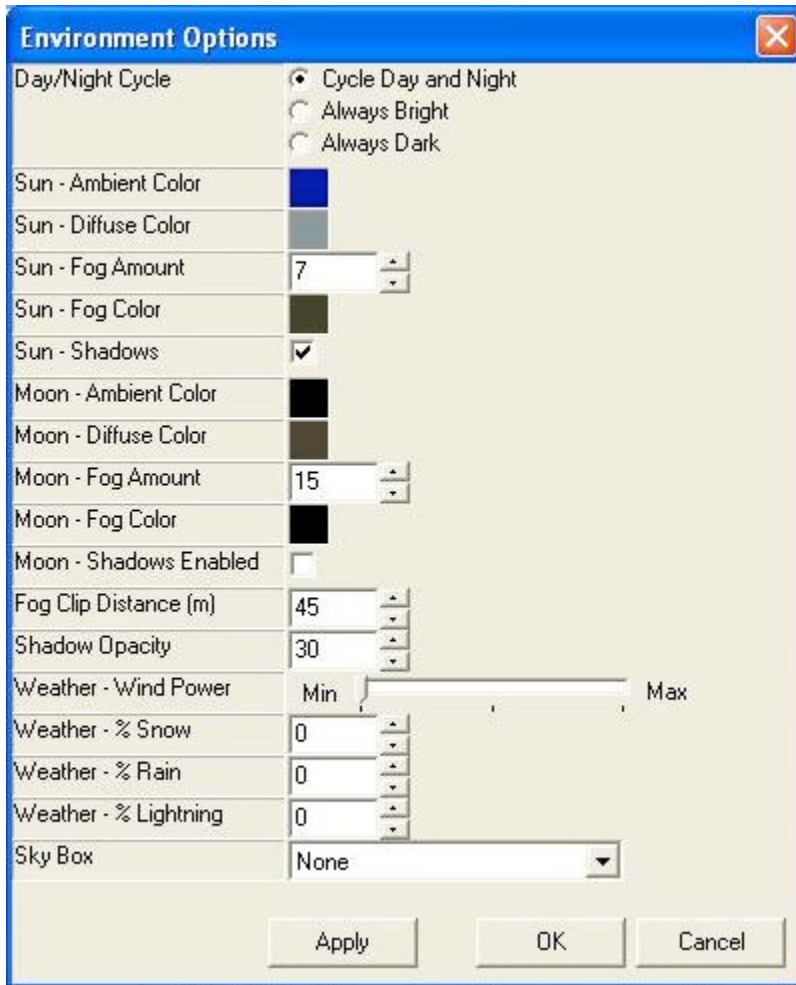 Environment Options
Day/Night Cycle
Cycle Day and Night
Always Bright
Always Dark
Sun - Ambient Color
Sun - Diffuse Color
Sun - Fog Amount 7
Sun - Fog Color
Sun - Shadows
Moon - Ambient Color
Moon - Diffuse Color
Moon - Fog Amount 15
Moon - Fog Color
Moon - Shadows Enabled
Fog Clip Distance (m) 45
Shadow Opacity 30
Weather - Wind Power Min Max
Weather - % Snow 0
Weather - % Rain 0
Weather - % Lightning 0
Sky Box None
Apply OK Cancel